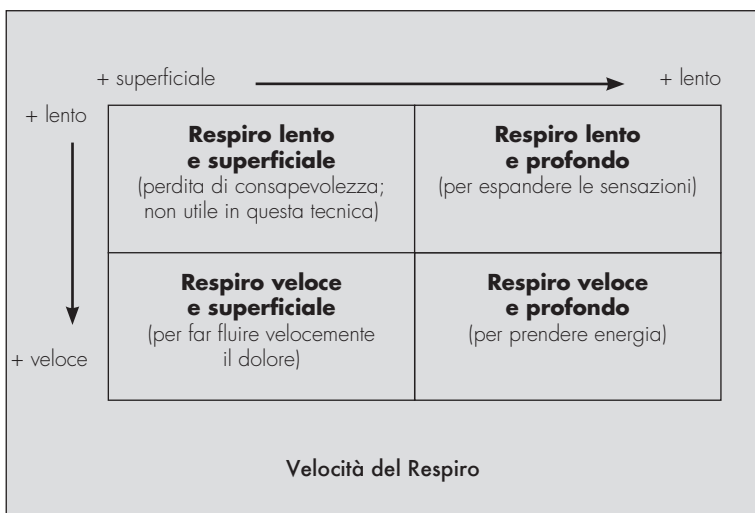 + superficiale
+ lento
+ lento
Respiro lento
e superficiale
(perdita di consapevolezza;
non utile in questa tecnica)
Respiro lento
e profondo
(per espandere le sensazioni)
Respiro veloce
e superficiale
(per far fluire velocemente
il dolore)
Respiro veloce
e profondo
(per prendere energia)
+ veloce
Velocità del Respiro